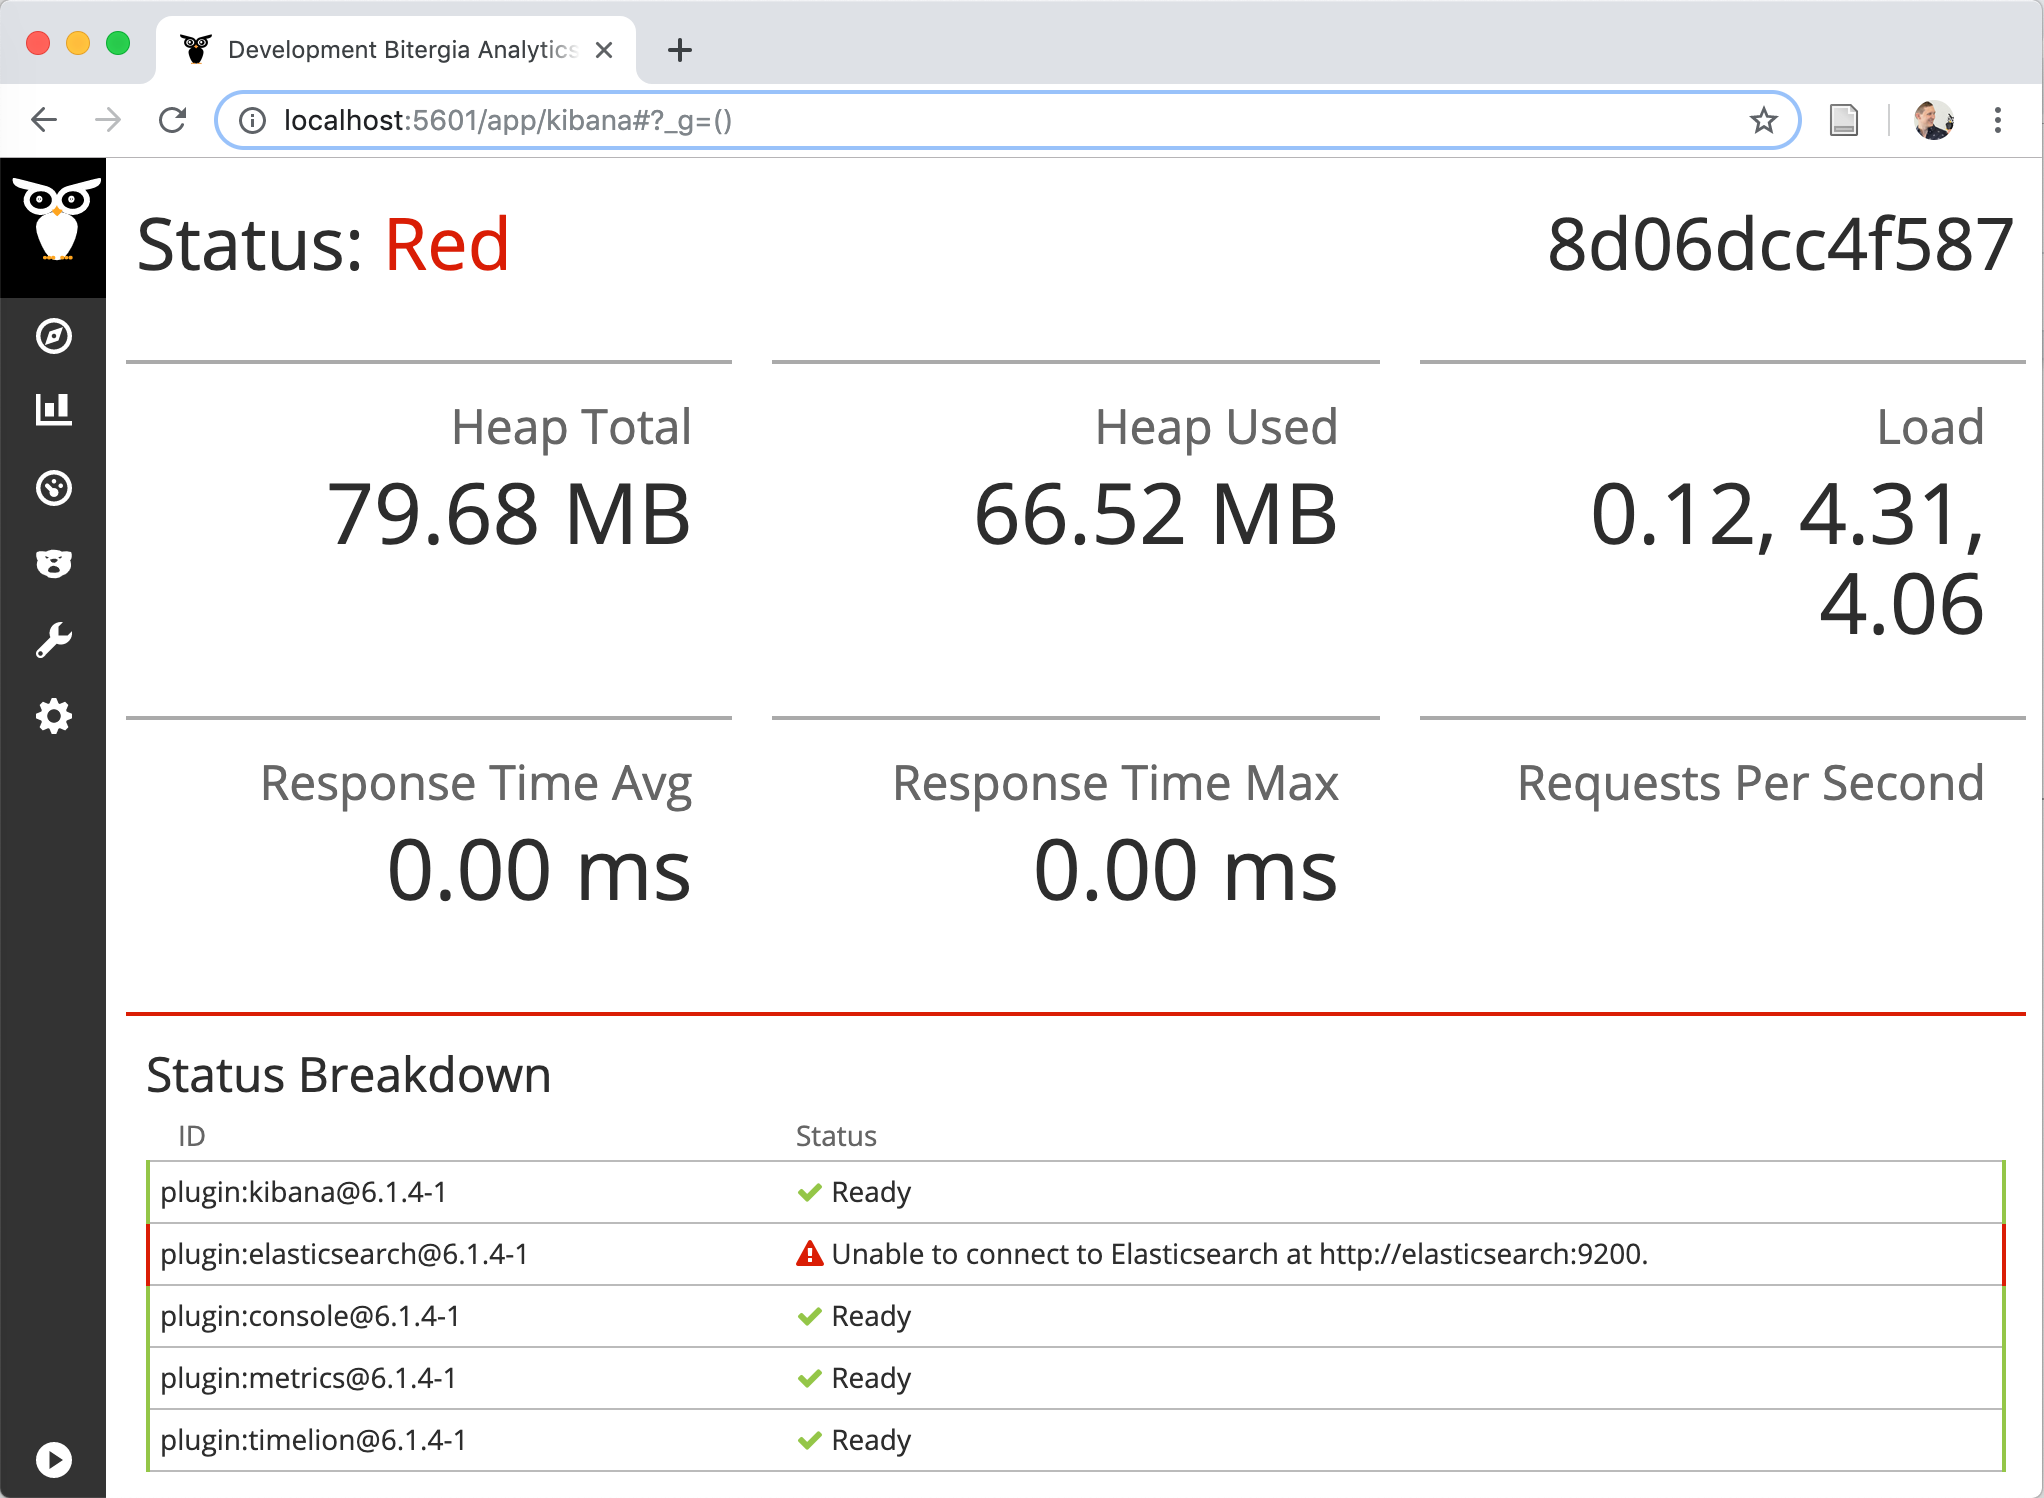 Development Bitergia Analytics
localhost:5601/app/kibana#?_g=()
Status: Red
8d06dcc4f587
Heap Total
79.68 MB
Heap Used
66.52 MB
Load
0.12, 4.31,
4.06
Response Time Avg
0.00 ms
Response Time Max
0.00 ms
Requests Per Second
Status Breakdown
ID Status
plugin:kibana@6.1.4-1 Ready
plugin:elasticsearch@6.1.4-1 Unable to connect to Elasticsearch at http://elasticsearch:9200.
plugin:console@6.1.4-1 Ready
plugin:metrics@6.1.4-1 Ready
plugin:timelion@6.1.4-1 Ready